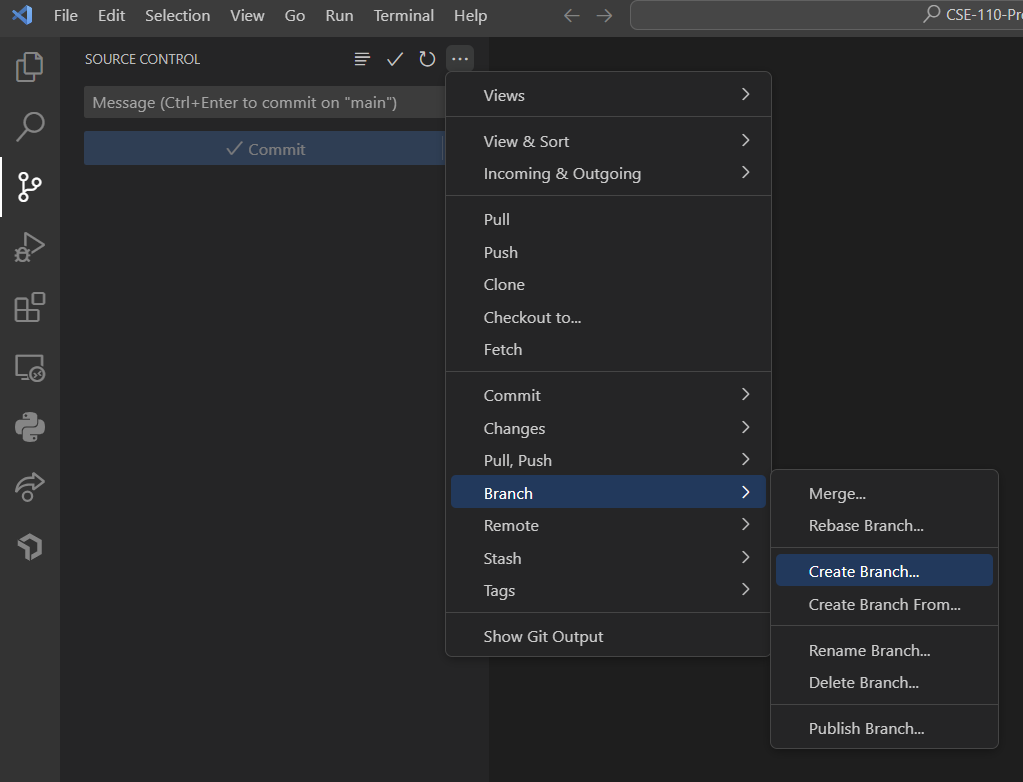 File Edit Selection View Go Run Terminal Help
CSE-110-Pr
SOURCE CONTROL
Message (Ctrl+Enter to commit on "main")
Commit
Views
View & Sort
Incoming & Outgoing
Pull
Push
Clone
Checkout to...
Fetch
Commit
Changes
Pull, Push
Branch
Remote
Stash
Tags
Show Git Output
Merge...
Rebase Branch...
Create Branch...
Create Branch From...
Rename Branch...
Delete Branch...
Publish Branch...